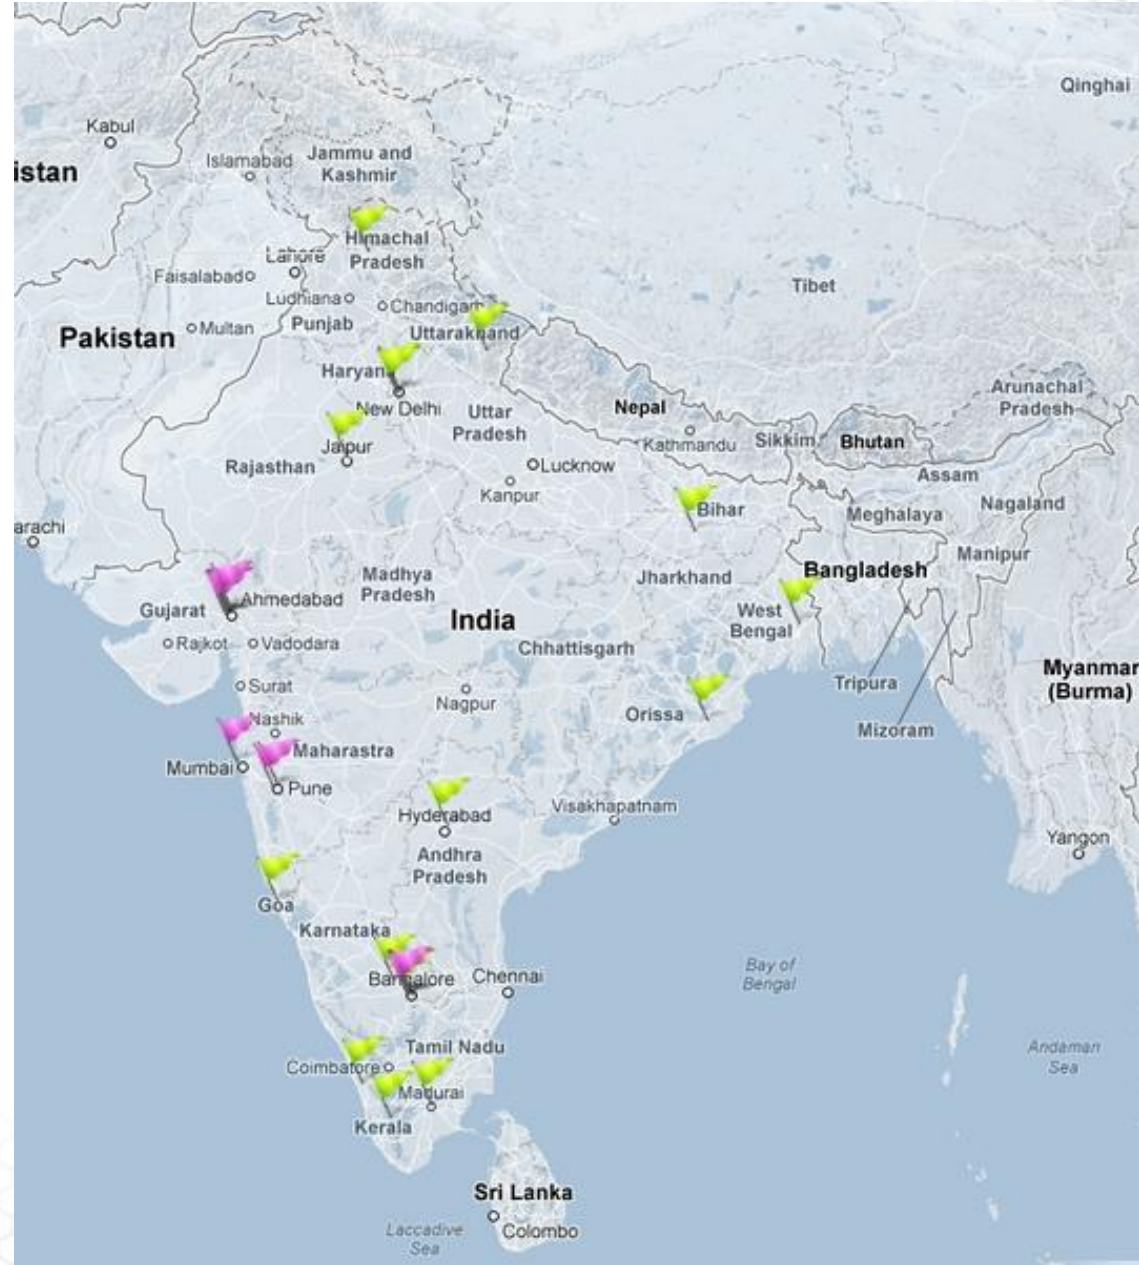 Qinghai
Kabul
istan
Islamabad
Jammu and
Kashmir
Himachal
Pradesh
Lahore
Faisalabad
Tibet
Ludhiana
Chandigarh
Punjab
Multan
Pakistan
Uttarakhand
Haryana
Arunachal
Pradesh
New Delhi
Nepal
Uttar
Pradesh
Jaipur
Kathmandu
Sikkim
Bhutan
Rajasthan
Lucknow
Assam
Kanpur
Nagaland
Bihar
Meghalaya
arachi
Manipur
Madhya
Pradesh
Jharkhand
Bangladesh
Ahmedabad
Gujarat
India
West
Bengal
Rajkot
Vadodara
Chhattisgarh
Myanmar
(Burma)
Surat
Tripura
Nagpur
Orissa
Nashik
Mizoram
Maharastra
Mumbai
Pune
Visakhapatnam
Hyderabad
Yangon
Andhra
Pradesh
Goa
Karnataka
Bangalore
Chennai
Bay of
Bengal
Tamil Nadu
Andaman
Sea
Coimbatore
Madurai
Kerala
Sri Lanka
Colombo
Laccadive
Sea